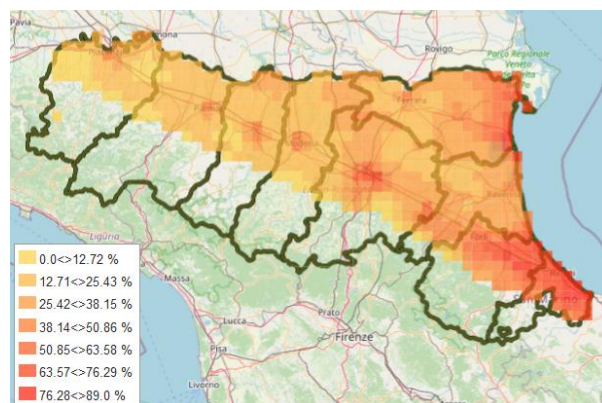 Pavia
Rovigo
Parco Regionale
Veneto
Ferrara
Liguria
Massa
Lucca
Prato
Pisa
Firenze
Livorno
0.0<>12.72 %
12.71<>25.43 %
25.42<>38.15 %
38.14<>50.86 %
50.85<>63.58 %
63.57<>76.29 %
76.28<>89.0 %